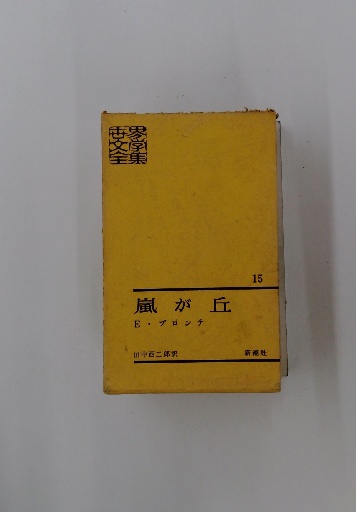 世界文学全集
15
嵐が丘
E・ブロンテ
田中西二郎訳 新潮社